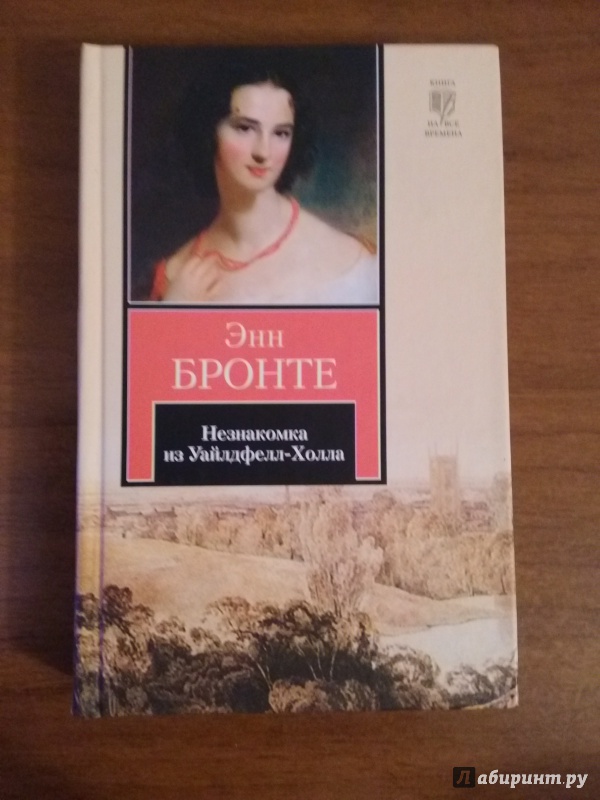 КНИГА
НА ВСЕ
ВРЕМЕНА
Энн
БРОНТЕ
Незнакомка
из Уайлдфелл-Холла
Лабиринт.ру